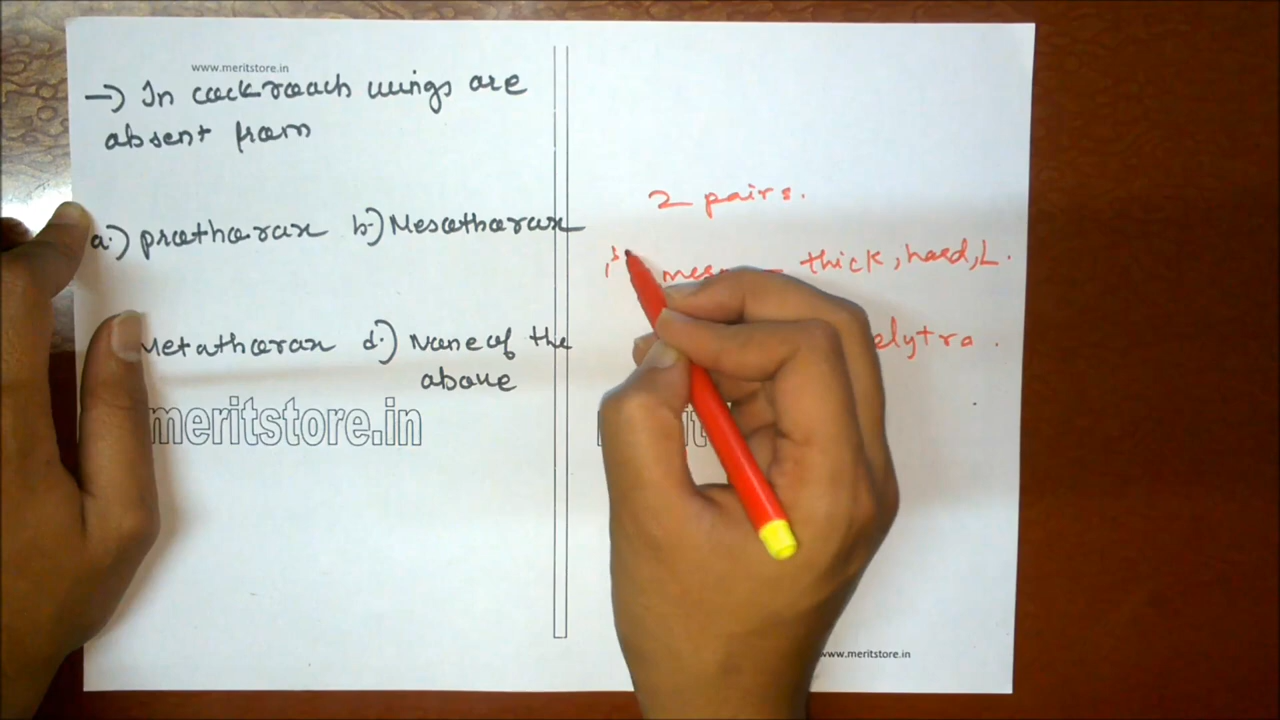 www.meritstore.in
→ In cockroach wings are
absent from
a.) prothorax b.) Mesothorax
Metathorax d.) None of the
above
meritstore.in
2 pairs.
1st thick, hard, L.
elytra.
www.meritstore.in